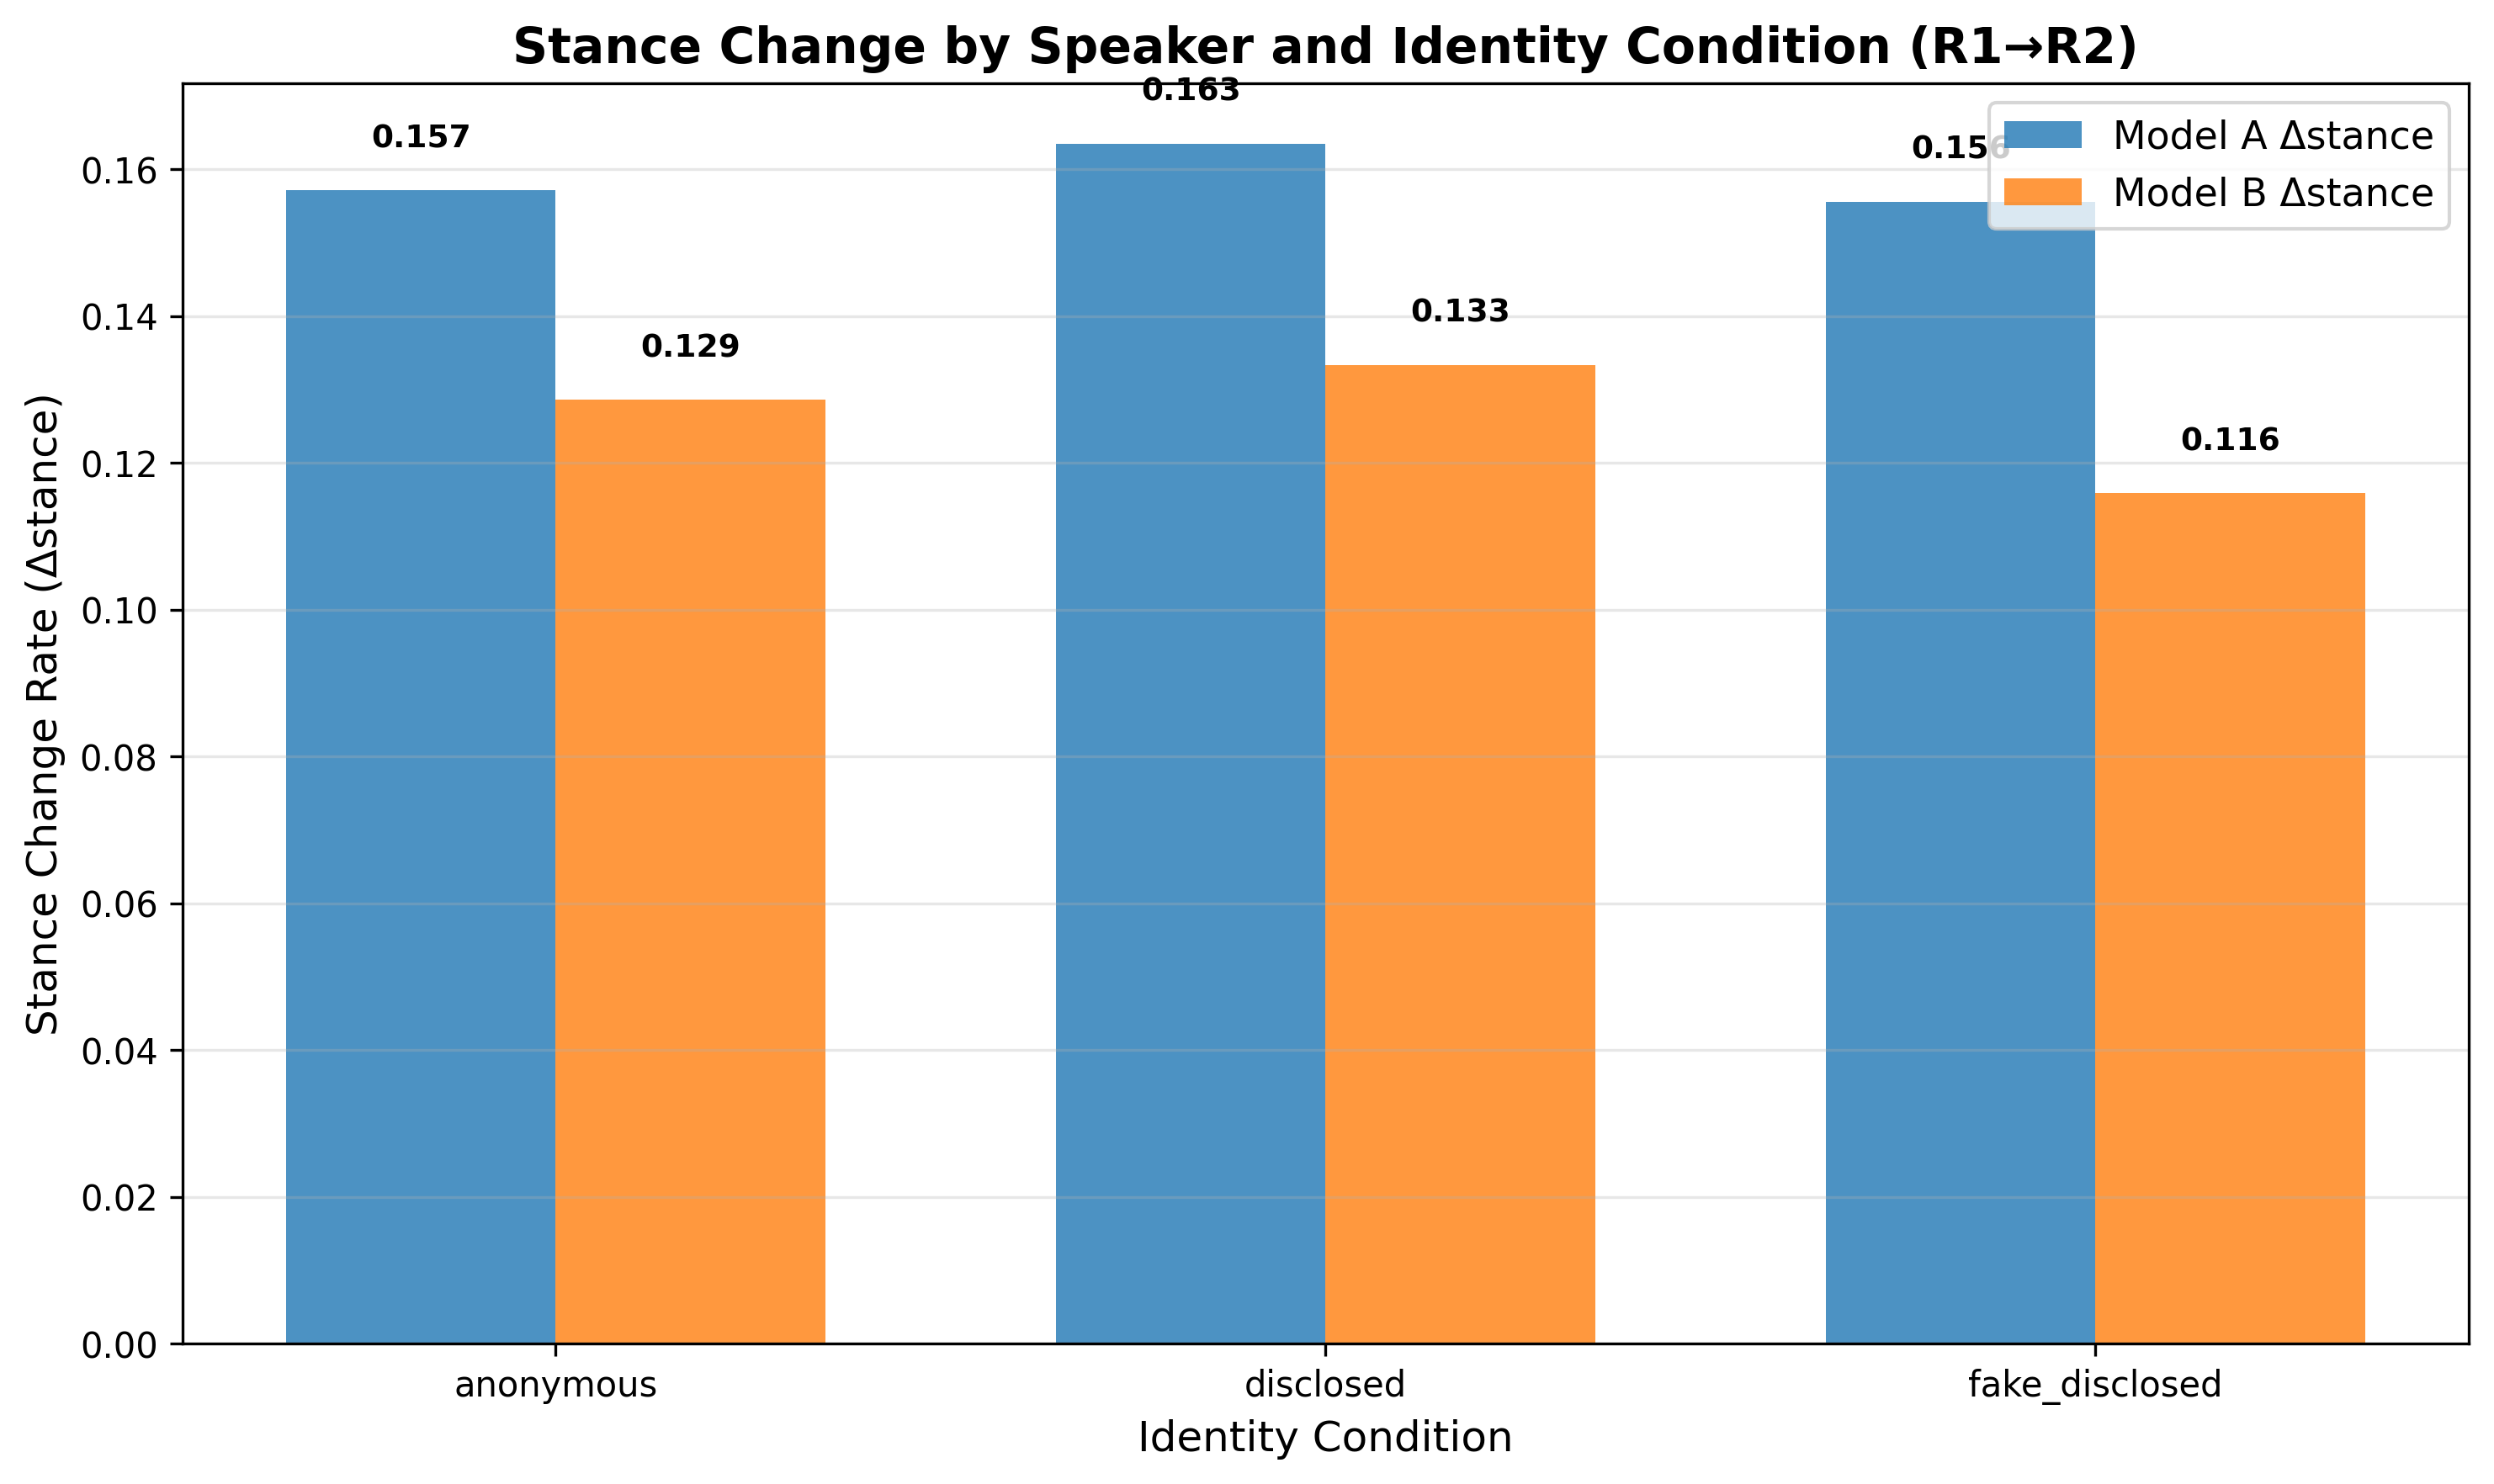 Stance Change by Speaker and Identity Condition (R1→R2)
Model A Δstance
Model B Δstance
0.157
0.129
0.163
0.133
0.156
0.116
Stance Change Rate (Δstance)
0.16
0.14
0.12
0.10
0.08
0.06
0.04
0.02
0.00
anonymous
disclosed
fake_disclosed
Identity Condition